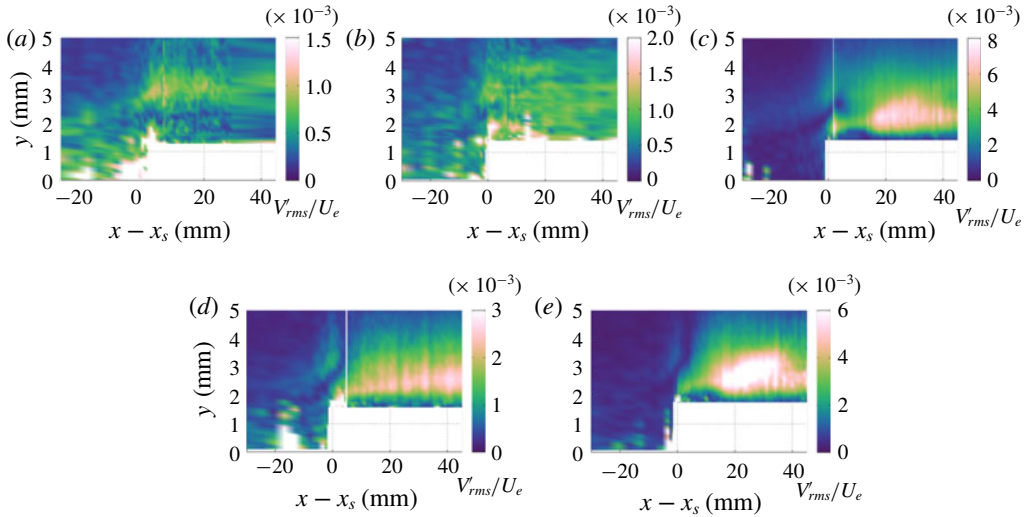 (× 10⁻³) (× 10⁻³) (× 10⁻³)
(a) 5 4 3 2 1 0 1.5 1.0 0.5 0
(b) 5 4 3 2 1 0 2.0 1.5 1.0 0.5 0
(c) 5 4 3 2 1 0 8 6 4 2 0
y (mm)
−20 0 20 40 V′rms/Ue −20 0 20 40 V′rms/Ue −20 0 20 40 V′rms/Ue
x − xs (mm) x − xs (mm) x − xs (mm)
(× 10⁻³) (× 10⁻³)
(d) 5 4 3 2 1 0 3 2 1 0
(e) 5 4 3 2 1 0 6 4 2 0
y (mm)
−20 0 20 40 V′rms/Ue −20 0 20 40 V′rms/Ue
x − xs (mm) x − xs (mm)